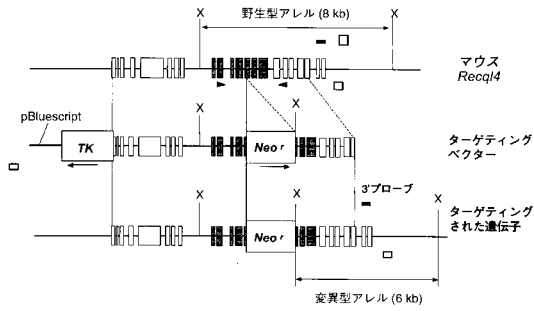 X 野生型アレル (8 kb) X
マウス
Recql4
pBluescript
X
X
TK
Neo r
ターゲティング
ベクター
3'プローブ
X
X
X
ターゲティング
された遺伝子
Neo r
変異型アレル (6 kb)